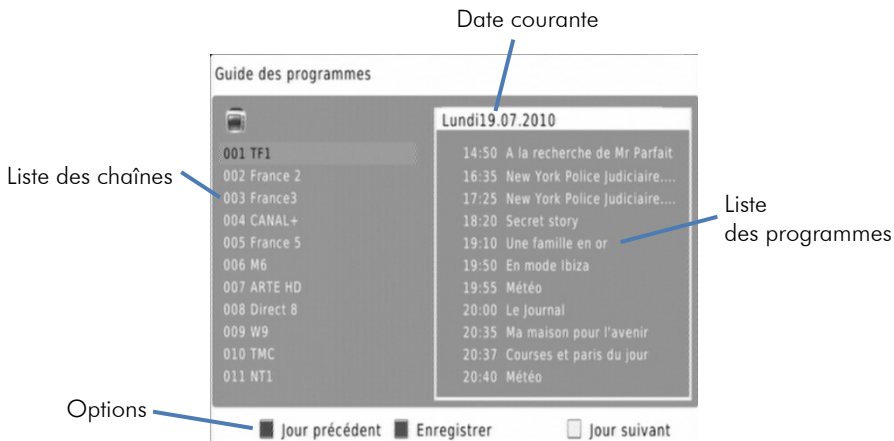 Date courante
Guide des programmes
Lundi19.07.2010
001 TF1
002 France 2
003 France3
004 CANAL+
005 France 5
006 M6
007 ARTE HD
008 Direct 8
009 W9
010 TMC
011 NT1
14:50 A la recherche de Mr Parfait
16:35 New York Police Judiciaire....
17:25 New York Police Judiciaire....
18:20 Secret story
19:10 Une famille en or
19:50 En mode Ibiza
19:55 Météo
20:00 Le Journal
20:35 Ma maison pour l'avenir
20:37 Courses et paris du jour
20:40 Météo
Liste des chaînes
Liste
des programmes
Options
Jour précédent
Enregistrer
Jour suivant